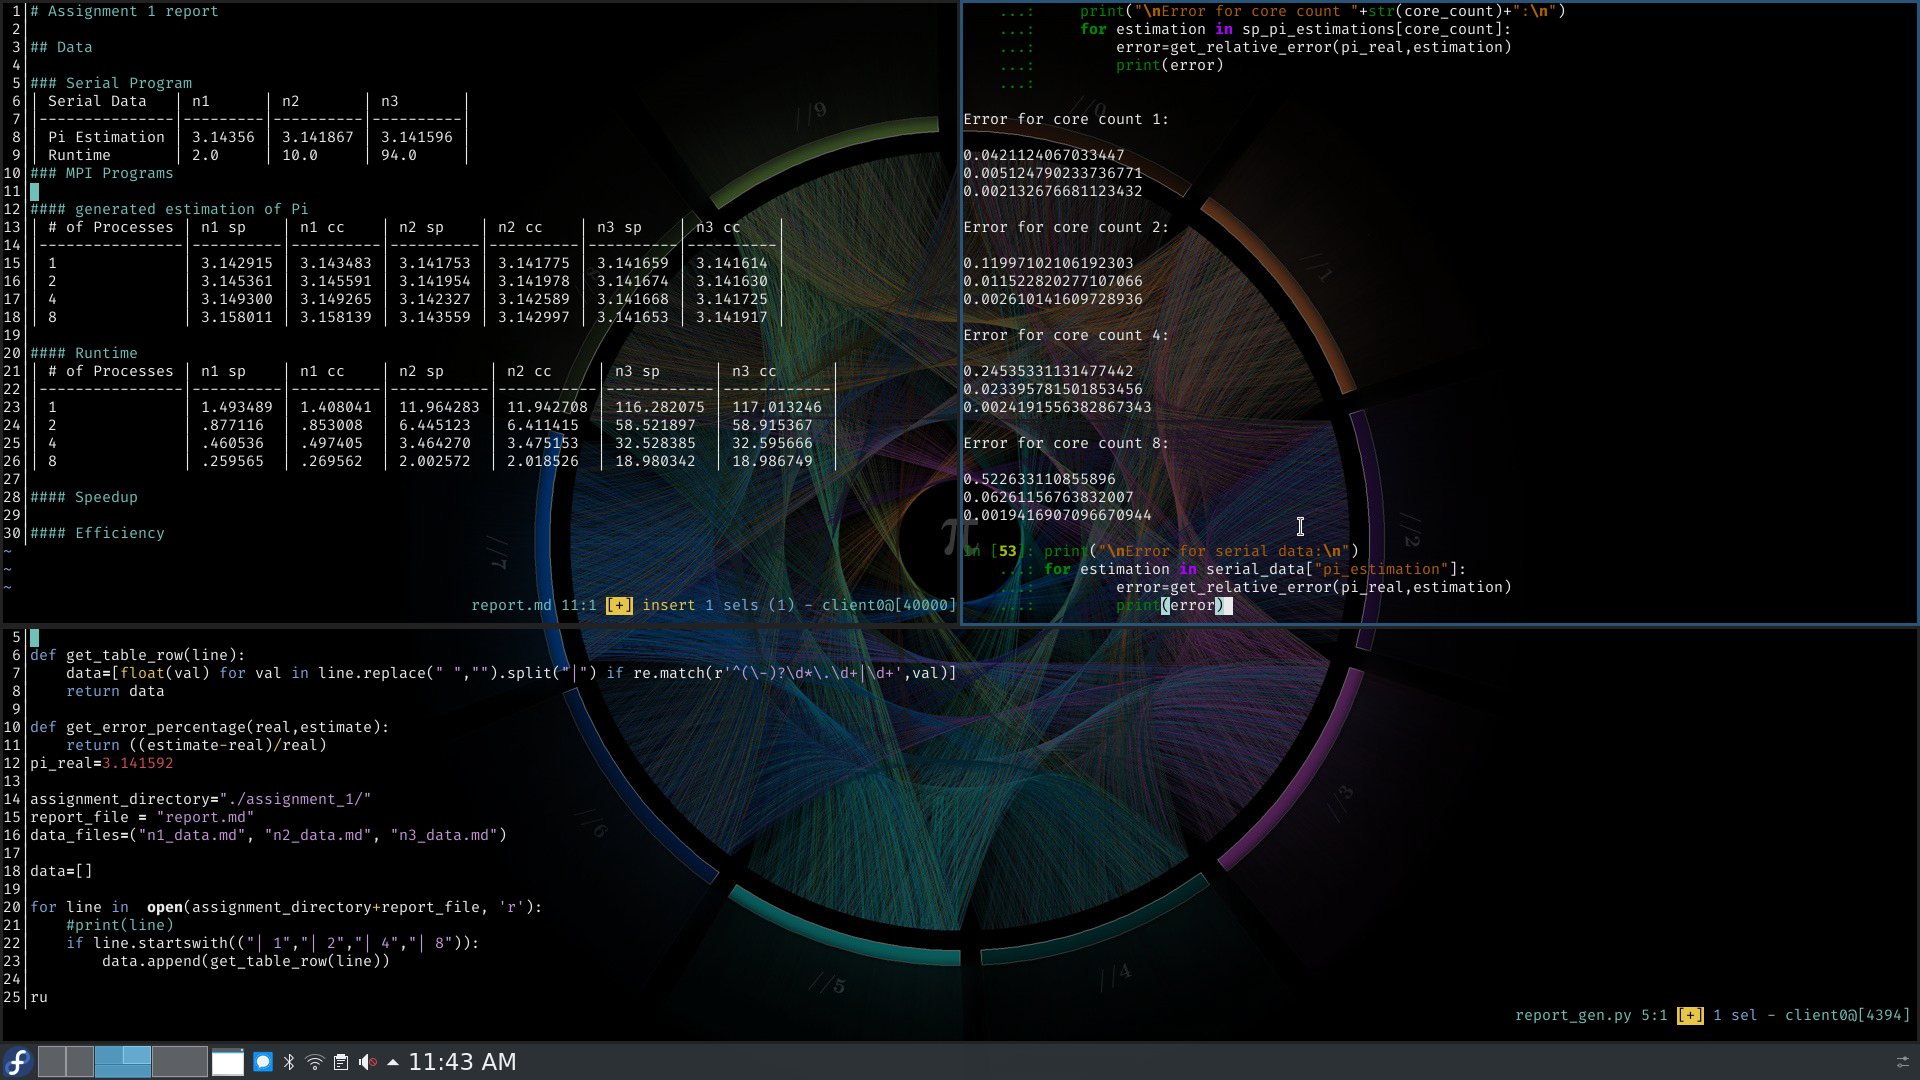 1 # Assignment 1 report
2
3 ## Data
4
5 ### Serial Program
6 | Serial Data   | n1      | n2       | n3       |
7 |---------------|---------|----------|----------|
8 | Pi Estimation | 3.14356 | 3.141867 | 3.141596 |
9 | Runtime       | 2.0     | 10.0     | 94.0     |
10 ### MPI Programs
11
12 #### generated estimation of Pi
13 | # of Processes | n1 sp    | n1 cc    | n2 sp    | n2 cc    | n3 sp    | n3 cc    |
14 |----------------|----------|----------|----------|----------|----------|----------|
15 | 1              | 3.142915 | 3.143483 | 3.141753 | 3.141775 | 3.141659 | 3.141614 |
16 | 2              | 3.145361 | 3.145591 | 3.141954 | 3.141978 | 3.141674 | 3.141630 |
17 | 4              | 3.149300 | 3.149265 | 3.142327 | 3.142589 | 3.141668 | 3.141725 |
18 | 8              | 3.158011 | 3.158139 | 3.143559 | 3.142997 | 3.141653 | 3.141917 |
19
20 #### Runtime
21 | # of Processes | n1 sp    | n1 cc    | n2 sp     | n2 cc     | n3 sp      | n3 cc      |
22 |----------------|----------|----------|-----------|-----------|------------|------------|
23 | 1              | 1.493489 | 1.408041 | 11.964283 | 11.942708 | 116.282075 | 117.013246 |
24 | 2              | .877116  | .853008  | 6.445123  | 6.411415  | 58.521897  | 58.915367  |
25 | 4              | .460536  | .497405  | 3.464270  | 3.475153  | 32.528385  | 32.595666  |
26 | 8              | .259565  | .269562  | 2.002572  | 2.018526  | 18.980342  | 18.986749  |
27
28 #### Speedup
29
30 #### Efficiency
~
~
~
report.md 11:1 [+] insert 1 sels (1) - client0@[40000]
...:     print("\nError for core count "+str(core_count)+":\n")
...:     for estimation in sp_pi_estimations[core_count]:
...:         error=get_relative_error(pi_real,estimation)
...:         print(error)
...:
Error for core count 1:
0.0421124067033447
0.005124790233736771
0.002132676681123432
Error for core count 2:
0.11997102106192303
0.011522820277107066
0.002610141609728936
Error for core count 4:
0.24535331131477442
0.023395781501853456
0.0024191556382867343
Error for core count 8:
0.522633110855896
0.06261156763832007
0.0019416907096670944
In [53]: print("\nError for serial data:\n")
...: for estimation in serial_data["pi_estimation"]:
...:         error=get_relative_error(pi_real,estimation)
...:         print(error)
5
6 def get_table_row(line):
7     data=[float(val) for val in line.replace(" ","").split("|") if re.match(r'^(\-)?\d*\.\d+|\d+',val)]
8     return data
9
10 def get_error_percentage(real,estimate):
11     return ((estimate-real)/real)
12 pi_real=3.141592
13
14 assignment_directory="./assignment_1/"
15 report_file = "report.md"
16 data_files=("n1_data.md", "n2_data.md", "n3_data.md")
17
18 data=[]
19
20 for line in  open(assignment_directory+report_file, 'r'):
21     #print(line)
22     if line.startswith(("| 1","| 2","| 4","| 8")):
23         data.append(get_table_row(line))
24
25 ru
report_gen.py 5:1 [+] 1 sel - client0@[4394]
//0
//1
//2
//3
//4
//5
//6
//7
//9
π
11:43 AM